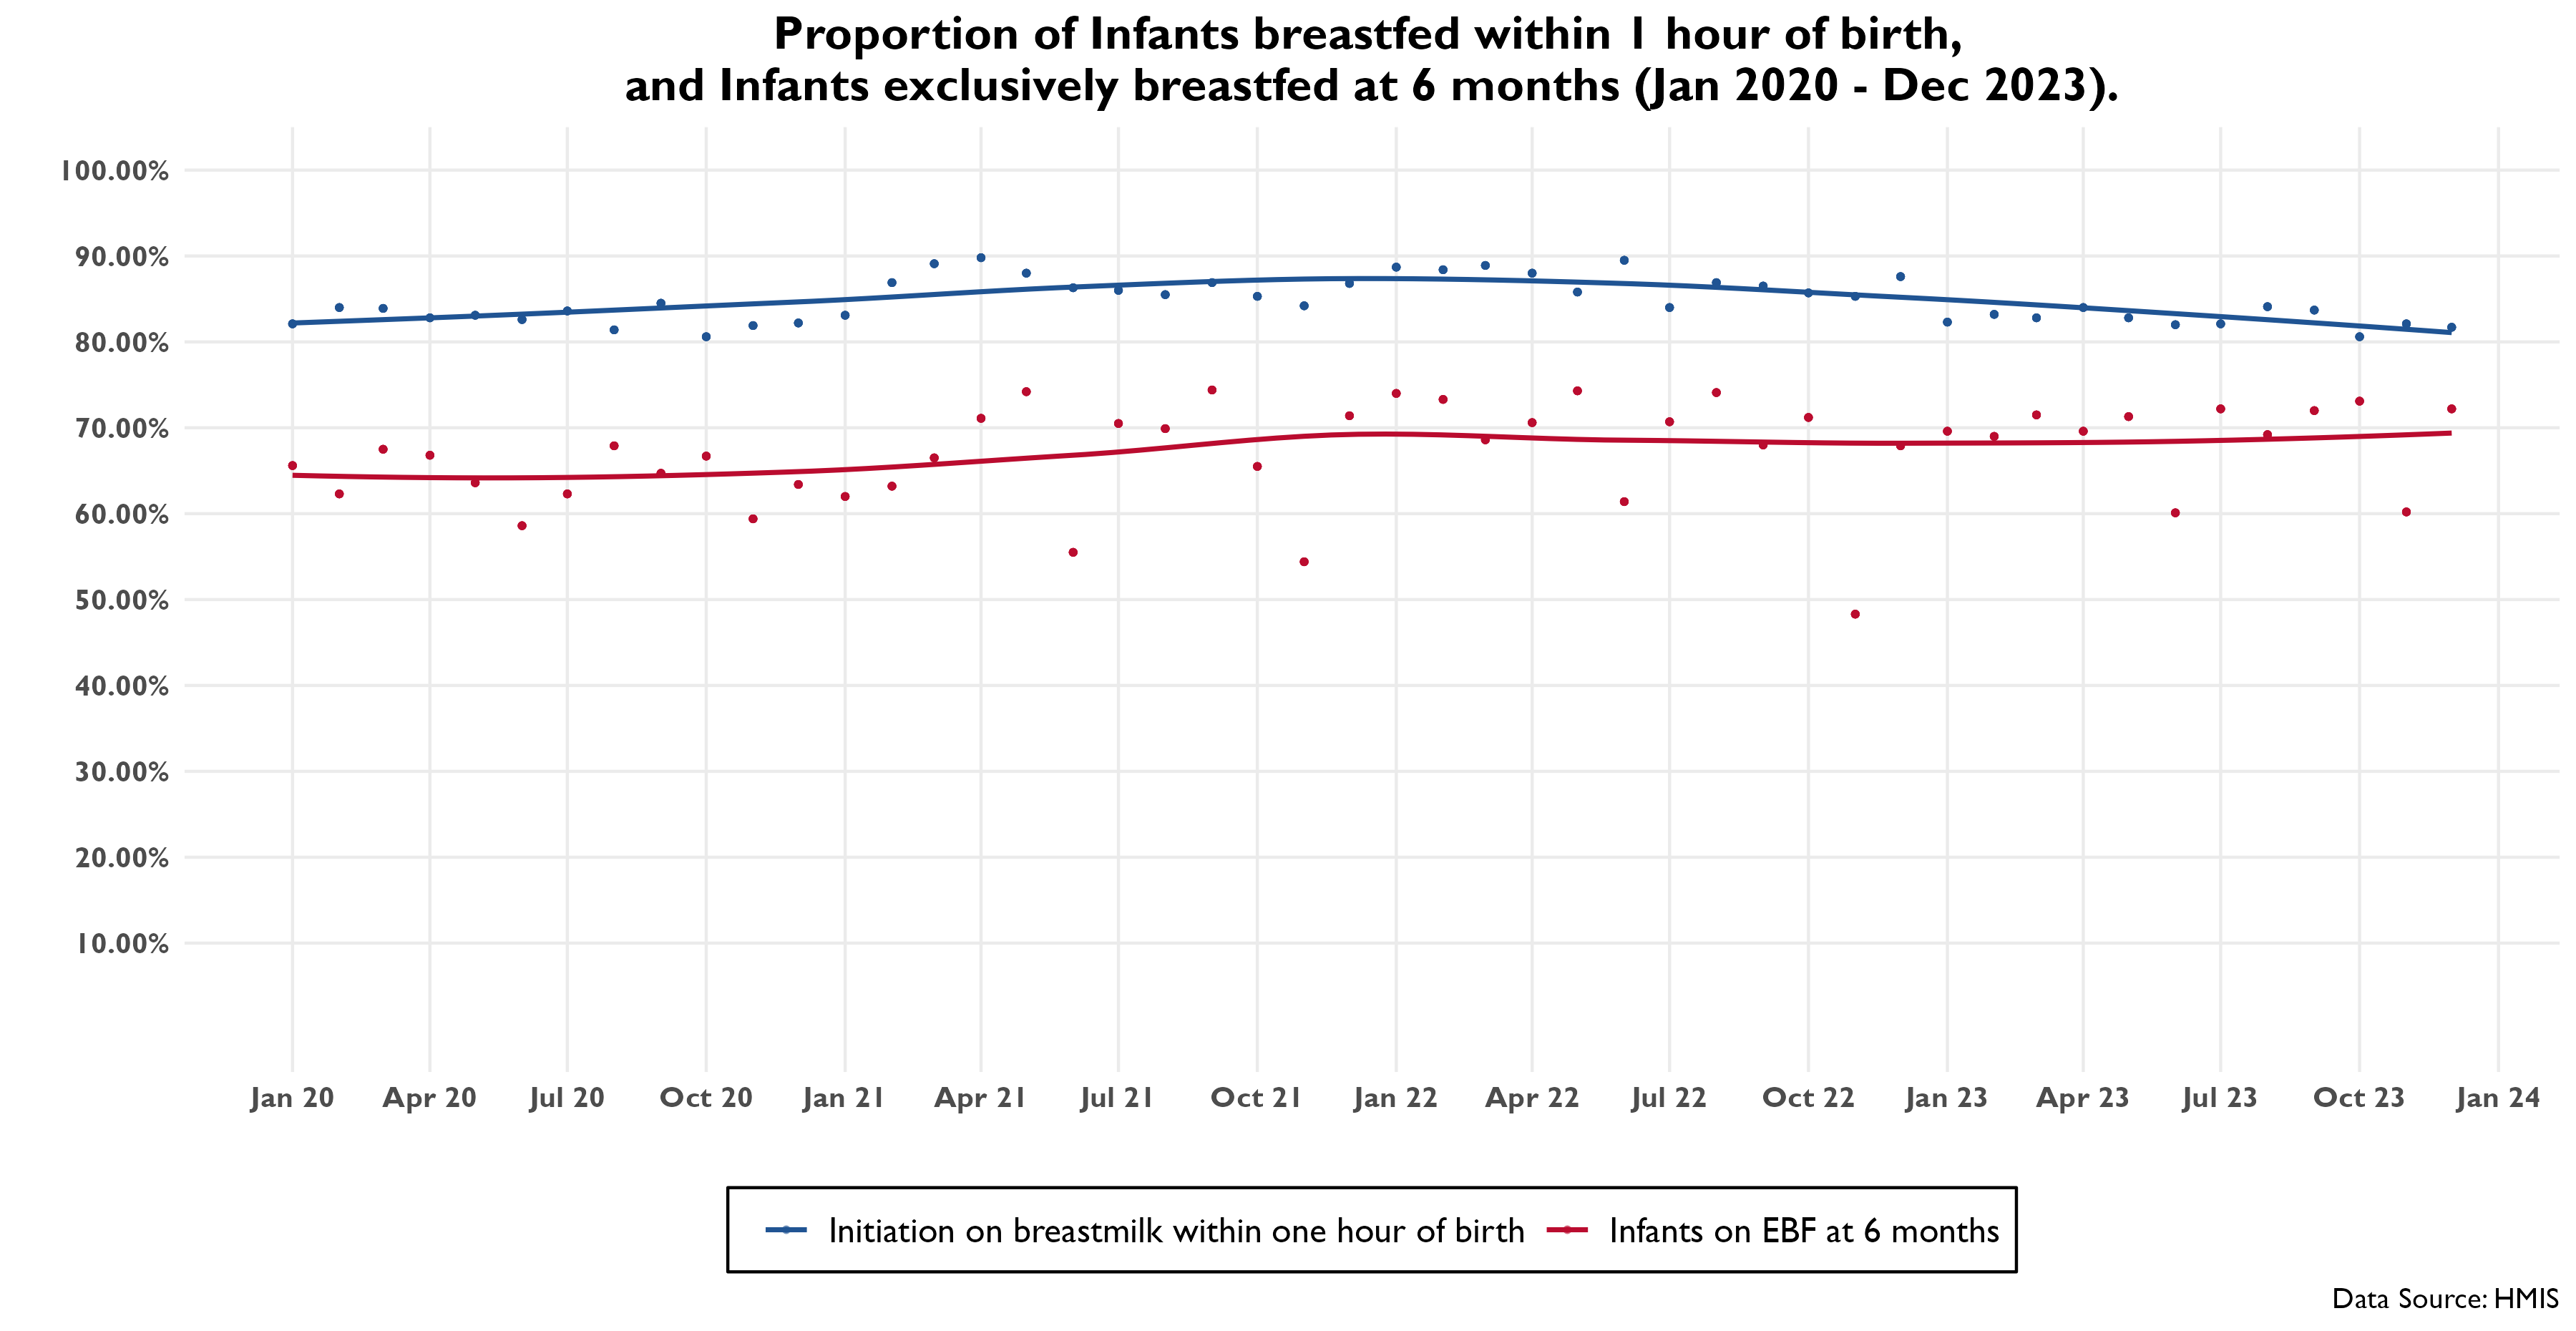 Proportion of Infants breastfed within 1 hour of birth,
and Infants exclusively breastfed at 6 months (Jan 2020 - Dec 2023).
100.00%
90.00%
80.00%
70.00%
60.00%
50.00%
40.00%
30.00%
20.00%
10.00%
Jan 20 Apr 20 Jul 20 Oct 20 Jan 21 Apr 21 Jul 21 Oct 21 Jan 22 Apr 22 Jul 22 Oct 22 Jan 23 Apr 23 Jul 23 Oct 23 Jan 24
Initiation on breastmilk within one hour of birth Infants on EBF at 6 months
Data Source: HMIS